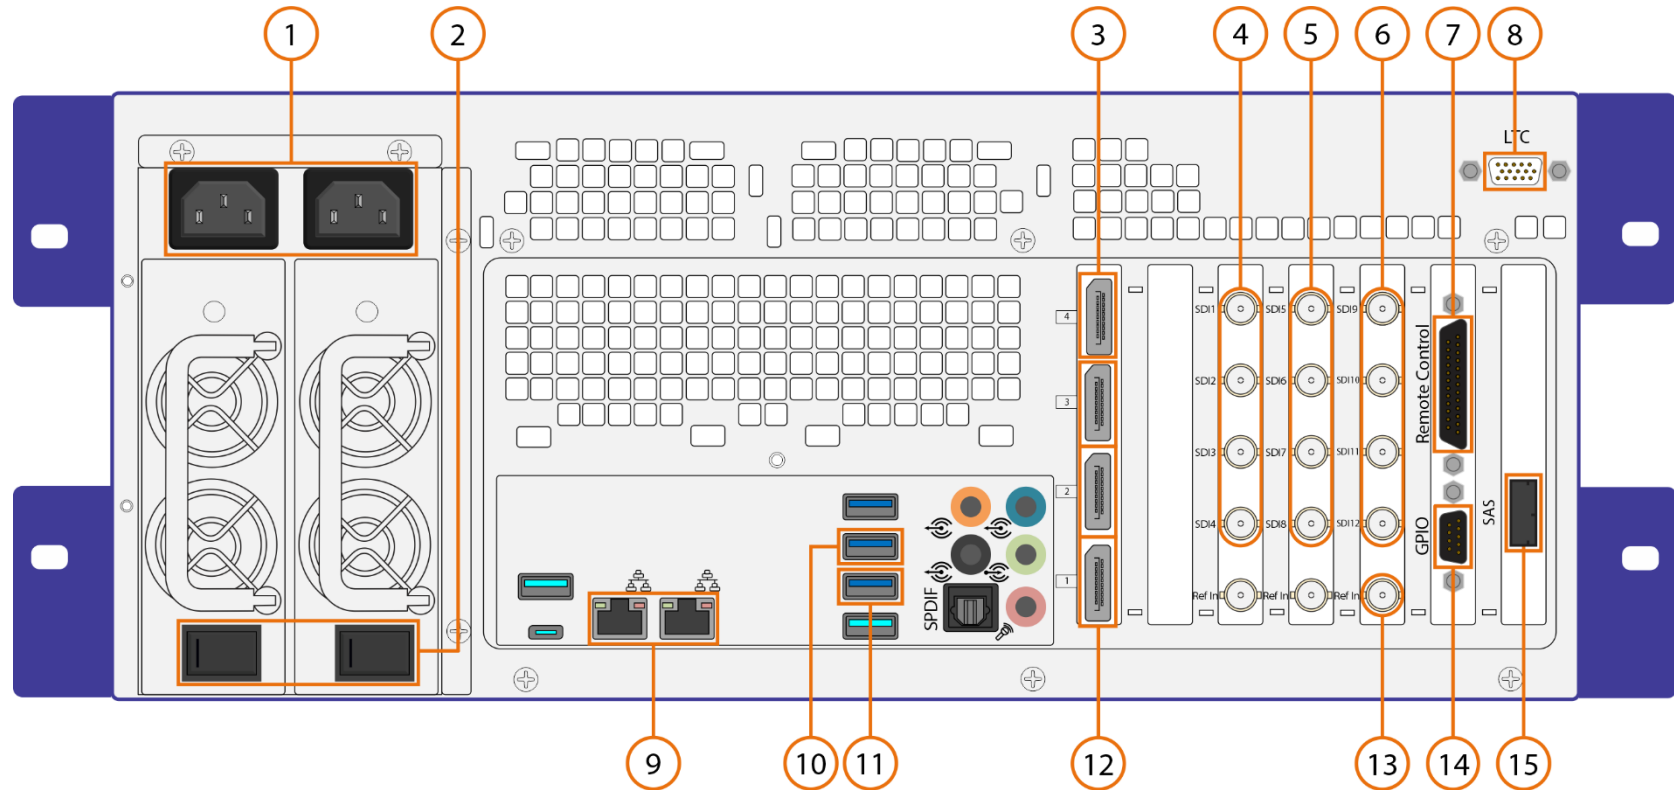 1 2 3 4 5 6 7 8
LTC
4
SDI1 SDI5 SDI9
3
SDI2 SDI6 SDI10
Remote Control
SDI3 SDI7 SDI11
2
SDI4 SDI8 SDI12
GPIO
SAS
1
SPDIF
Ref In Ref In Ref In
9 10 11 12 13 14 15